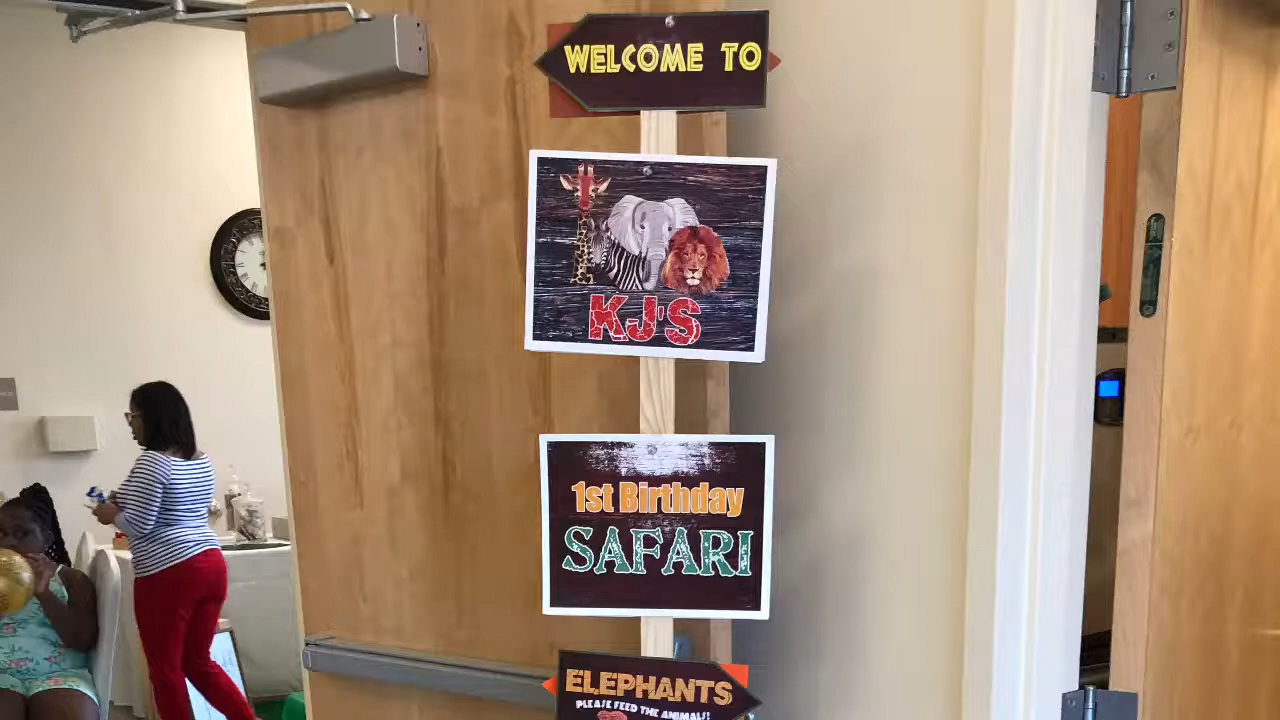 WELCOME TO
KJ'S
1st Birthday
SAFARI
ELEPHANTS
PLEASE FEED THE ANIMALS!